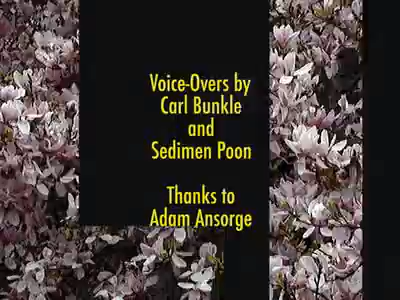 Voice-Overs by
Carl Bunkle
and
Sedimen Poon
Thanks to
Adam Ansorge